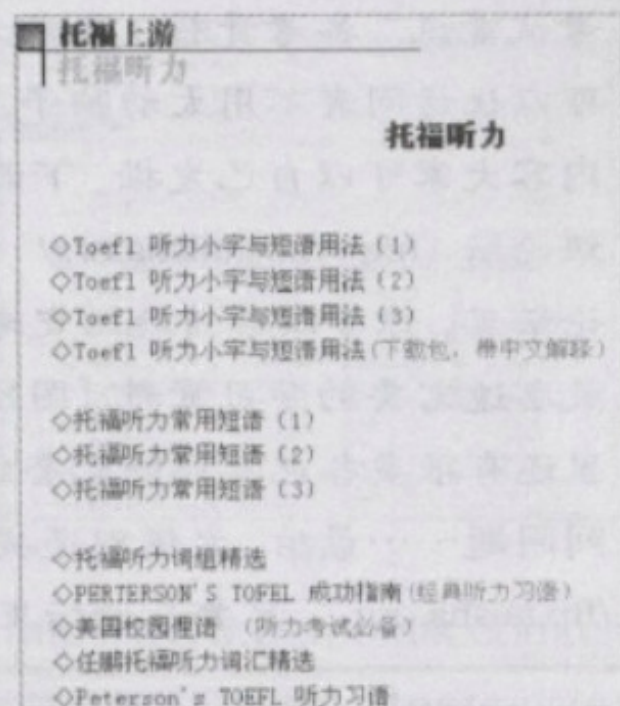 托福上游
托福听力
托福听力
◇Toefl 听力小字与短语用法（1）
◇Toefl 听力小字与短语用法（2）
◇Toefl 听力小字与短语用法（3）
◇Toefl 听力小字与短语用法(下载包，带中文解释)
◇托福听力常用短语（1）
◇托福听力常用短语（2）
◇托福听力常用短语（3）
◇托福听力词组精选
◇PERTERSON'S TOFEL 成功指南(经典听力习语)
◇美国校园俚语 （听力考试必备）
◇任鹏托福听力词汇精选
◇Peterson's TOEFL 听力习语